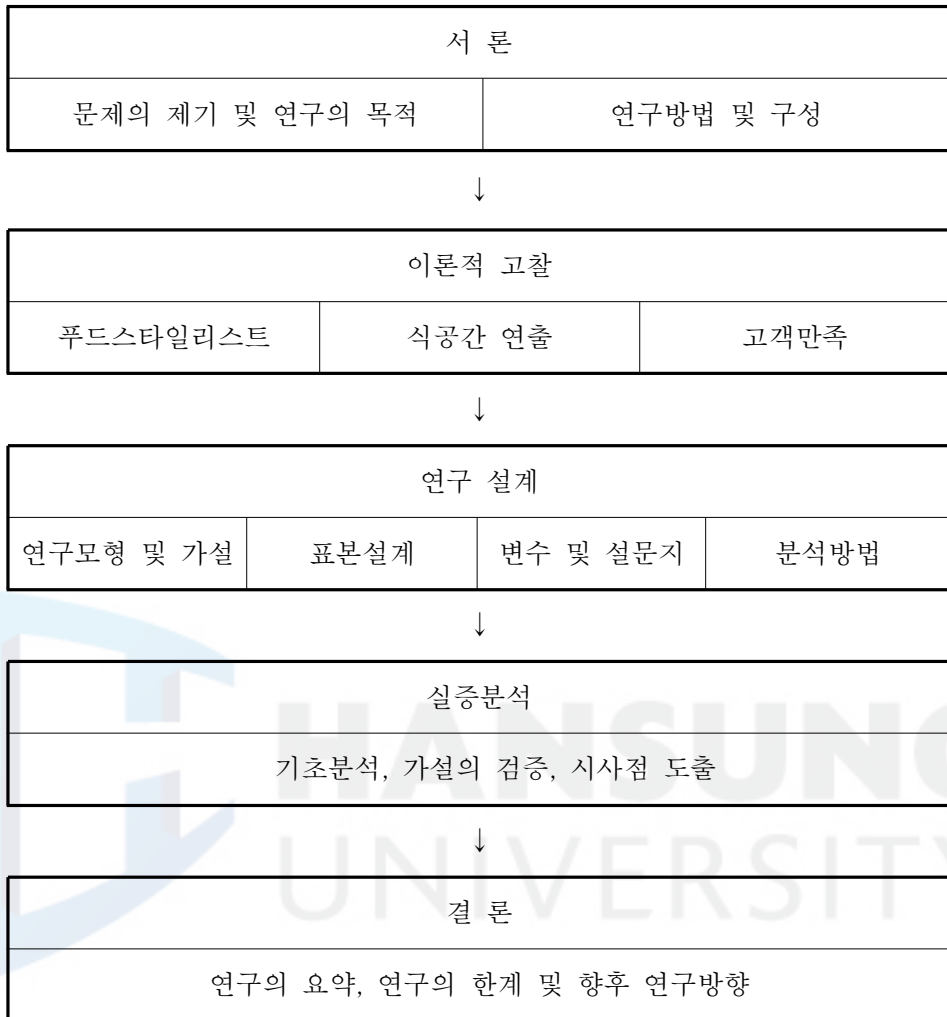 서 론
문제의 제기 및 연구의 목적 연구방법 및 구성
↓
이론적 고찰
푸드스타일리스트 식공간 연출 고객만족
↓
연구 설계
연구모형 및 가설 표본설계 변수 및 설문지 분석방법
↓
실증분석
기초분석, 가설의 검증, 시사점 도출
↓
결 론
연구의 요약, 연구의 한계 및 향후 연구방향
HANSUNG
UNIVERSITY